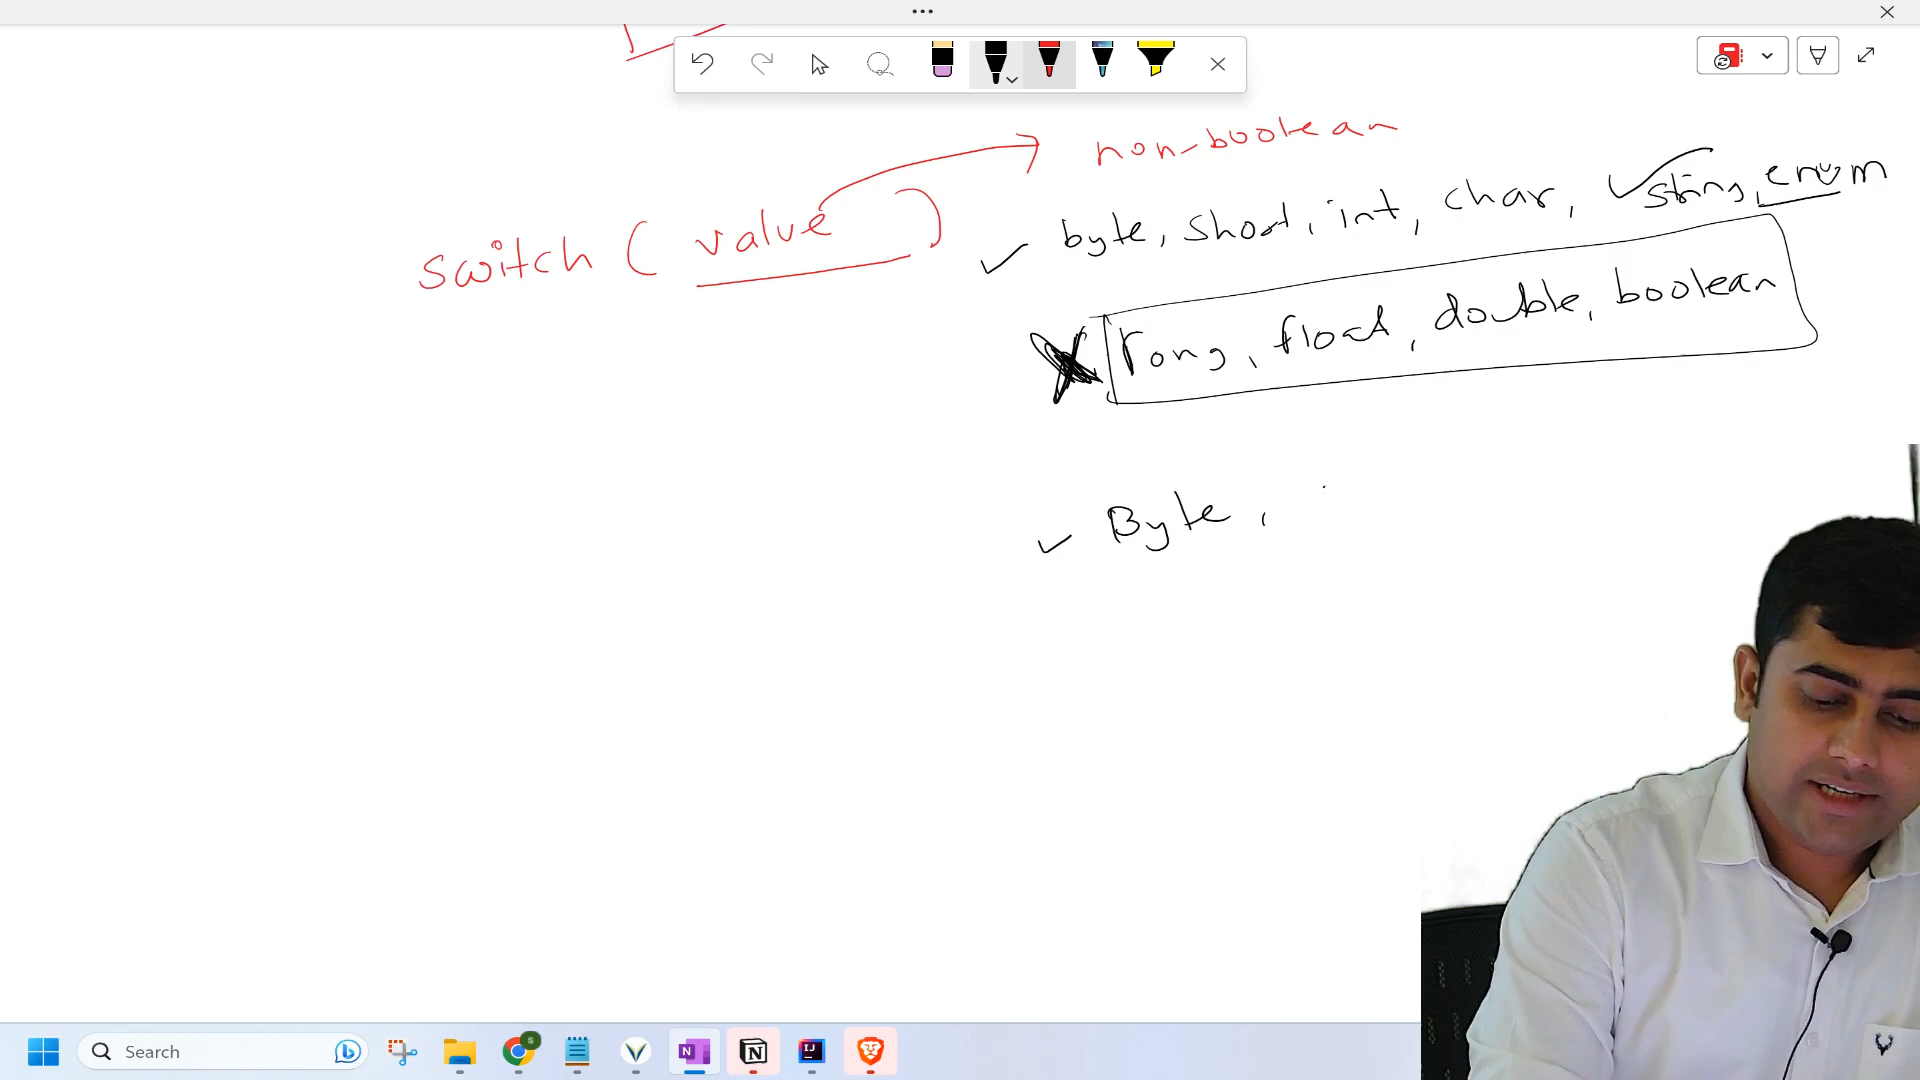 non-boolean
switch ( value )
byte, short, int, char, string, enum
long, float, double, boolean
Byte,
Search